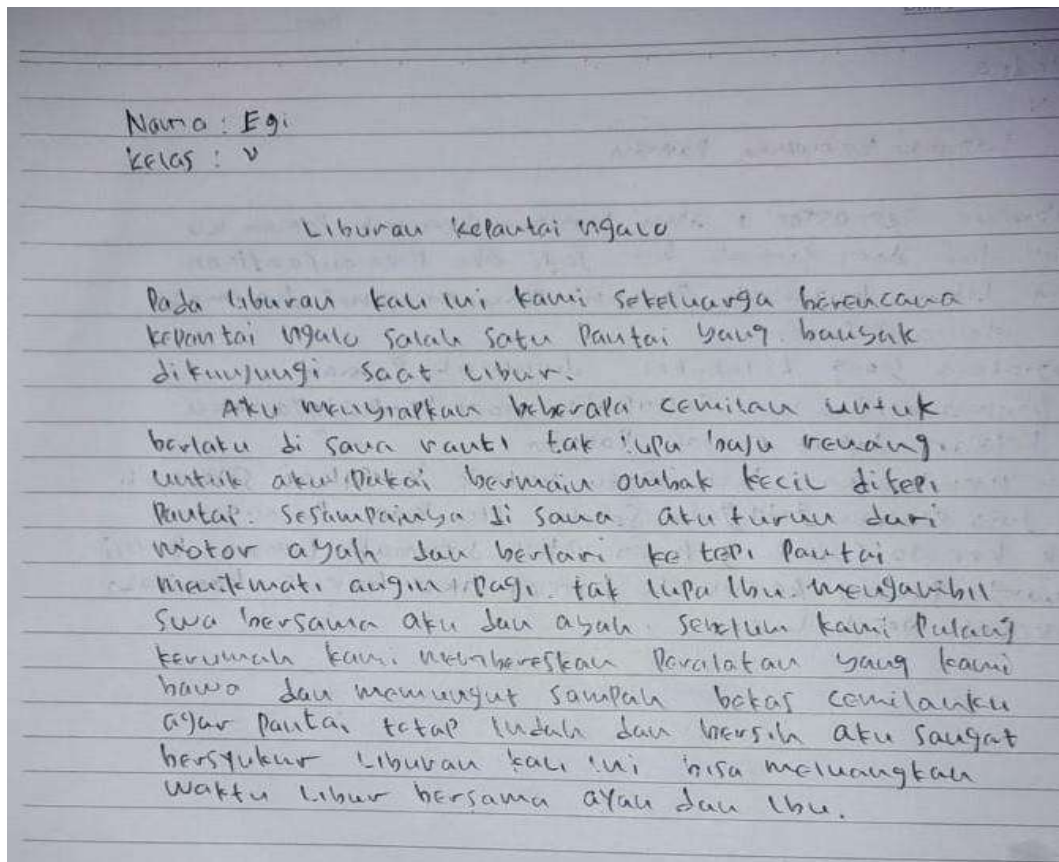 Nama : Egi
Kelas : V
Liburan kepantai ngalo
Pada liburan kali ini kami sekeluarga berencana
kepantai ngalo salah satu pantai yang banyak
dikunjungi saat libur.
Aku menyiapkan beberapa cemilan untuk
berlaku di sana nanti tak lupa baju renang
untuk aku pakai bermain ombak kecil ditepi
pantai. Sesampainya di sana aku turun dari
motor ayah dan berlari ke tepi pantai
menikmati angin pagi. tak lupa Ibu mengambil
swa bersama aku dan ayah. sebelum kami pulang
kerumah kami membereskan peralatan yang kami
bawa dan memungut sampah bekas cemilanku
agar pantai tetap indah dan bersih aku sangat
bersyukur liburan kali ini bisa meluangkan
waktu libur bersama ayah dan Ibu.